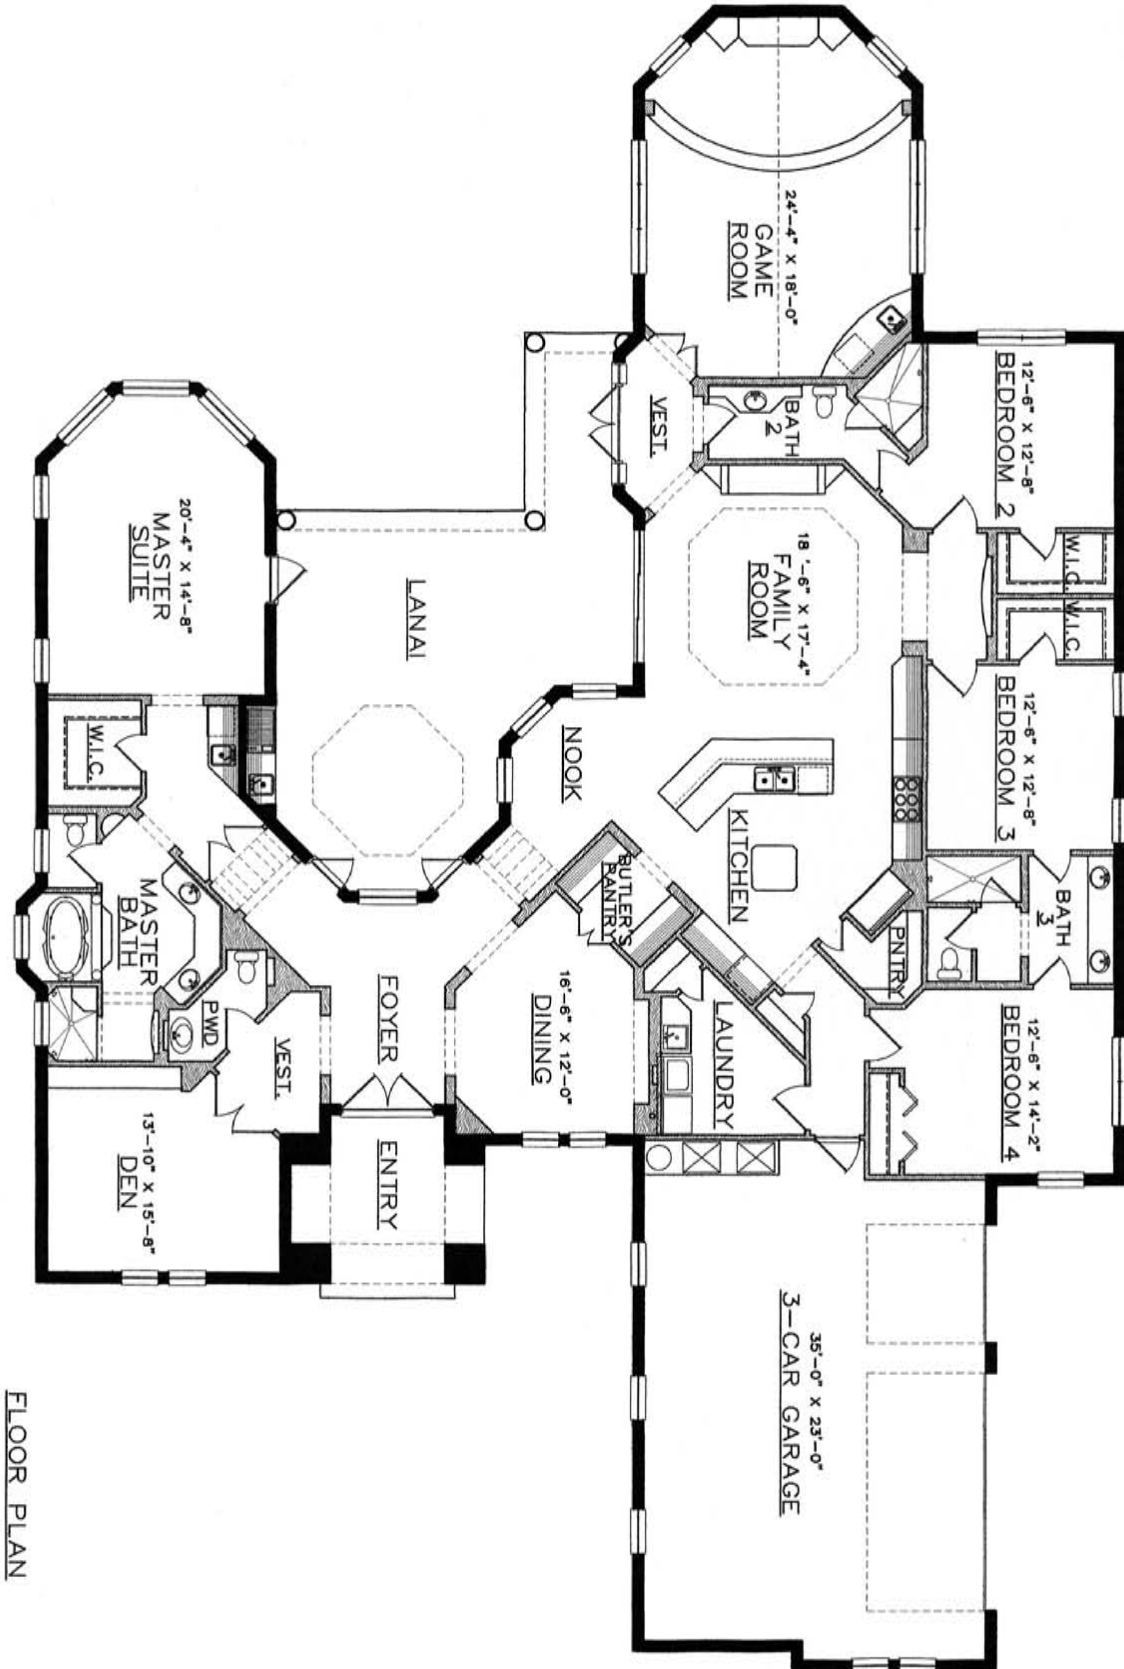 24'-4" X 18'-0"
GAME
ROOM
12'-6" X 12'-8"
BEDROOM 2
W.I.C.
W.I.C.
12'-6" X 12'-8"
BEDROOM 3
BATH
3
12'-6" X 14'-2"
BEDROOM 4
BATH
2
VEST.
18 '-6" X 17'-4"
FAMILY
ROOM
KITCHEN
PNTRY
NOOK
BUTLER'S
PANTRY
LAUNDRY
35'-0" X 23'-0"
3-CAR GARAGE
LANAI
16'-6" X 12'-0"
DINING
FOYER
ENTRY
20'-4" X 14'-8"
MASTER
SUITE
W.I.C.
MASTER
BATH
PWD
VEST.
13'-10" X 15'-8"
DEN
FLOOR PLAN